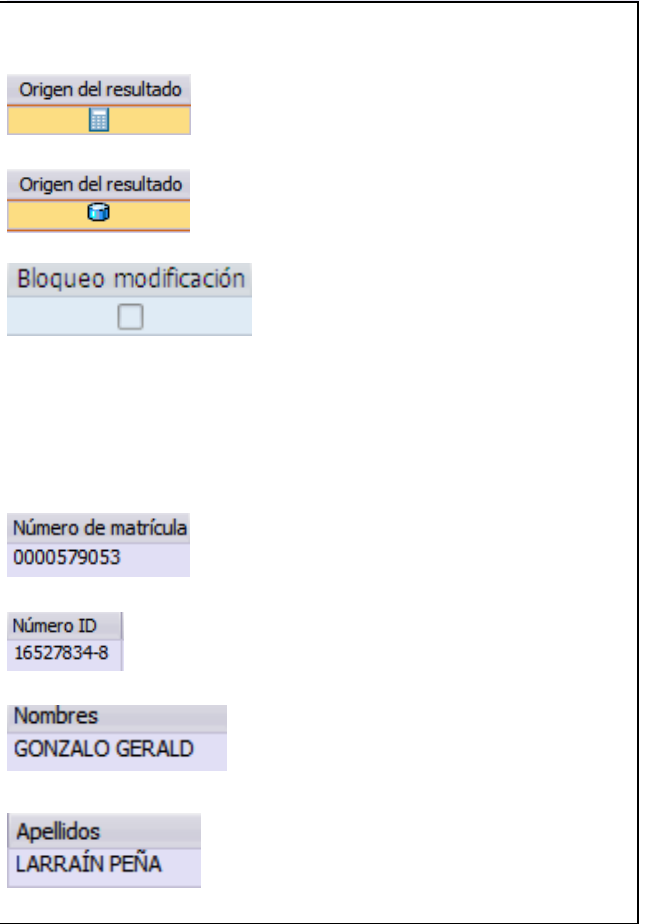 Origen del resultado
Origen del resultado
Bloqueo modificación
Número de matrícula
0000579053
Número ID
16527834-8
Nombres
GONZALO GERALD
Apellidos
LARRAÍN PEÑA